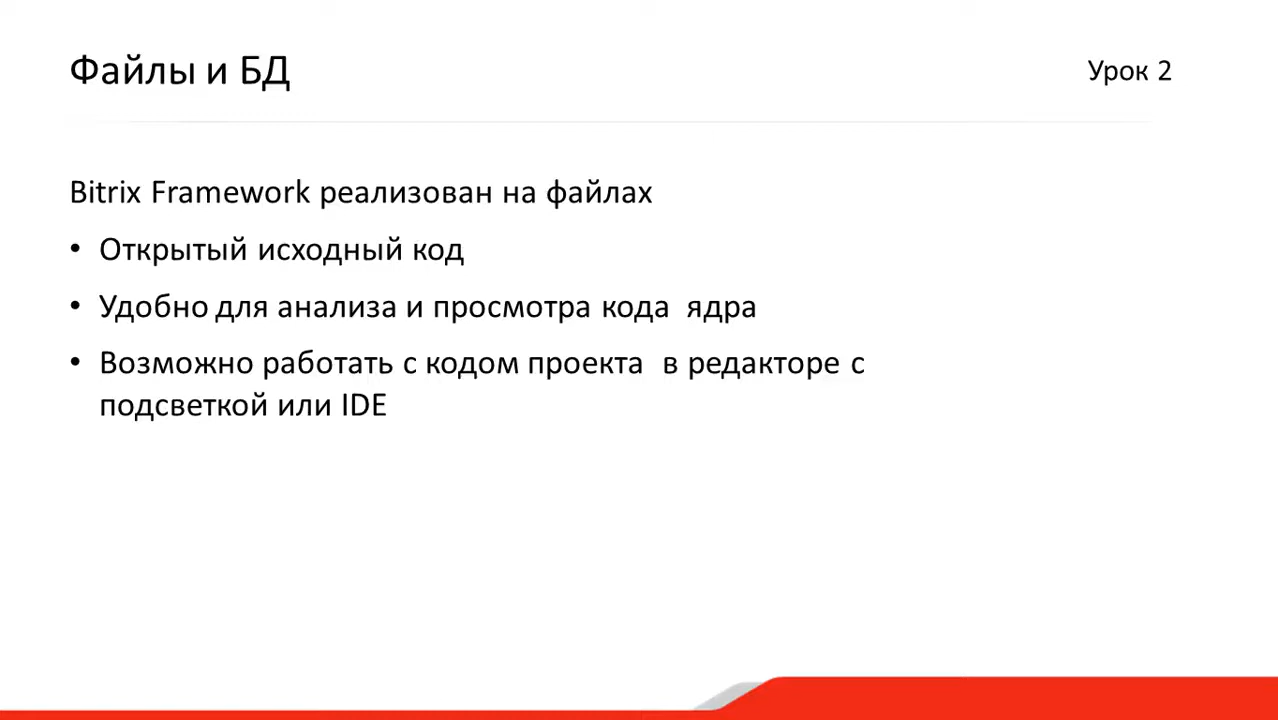 Файлы и БД
Урок 2
Bitrix Framework реализован на файлах
• Открытый исходный код
• Удобно для анализа и просмотра кода  ядра
• Возможно работать с кодом проекта  в редакторе с
подсветкой или IDE